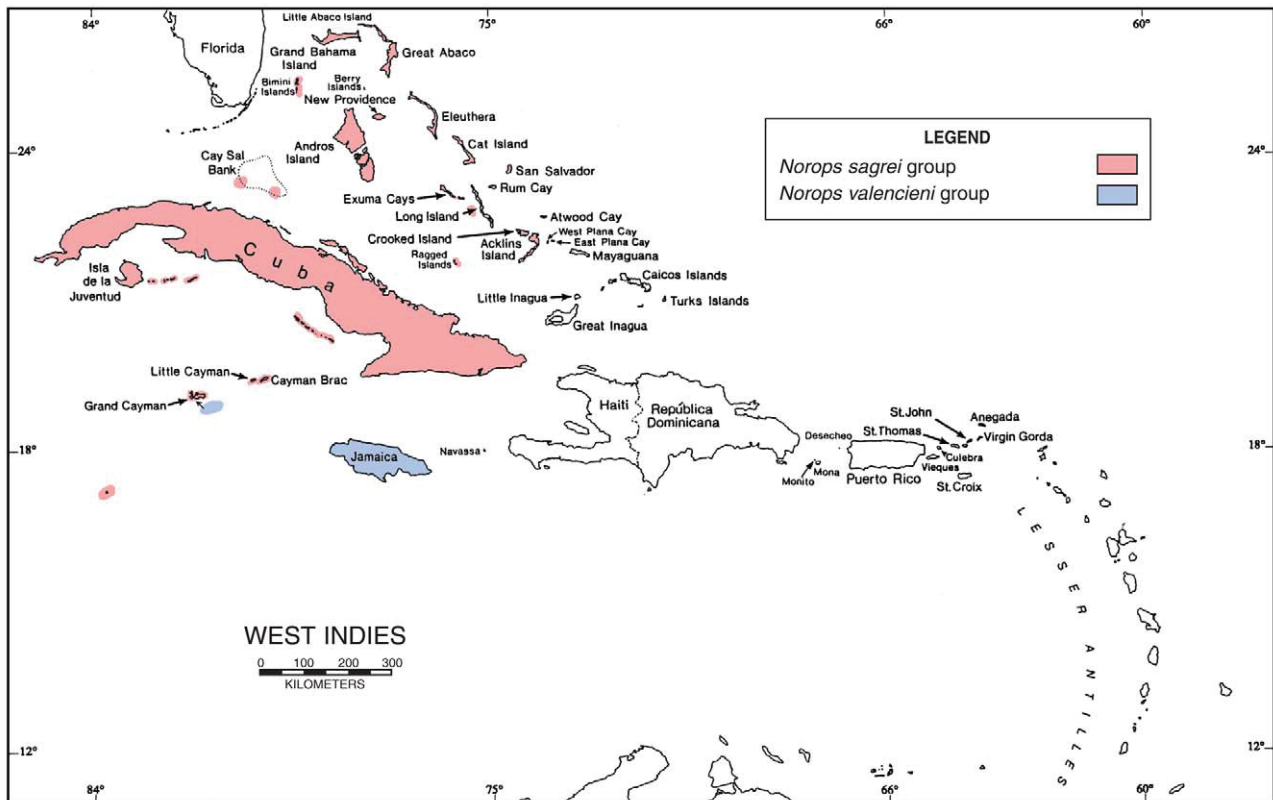 84°
75°
66°
60°
Little Abaco Island
Florida
Grand Bahama
Island
Great Abaco
Bimini
Islands
Berry
Islands
New Providence
Eleuthera
Andros
Island
Cat Island
24°
24°
LEGEND
Norops sagrei group
Norops valencieni group
Cay Sal
Bank
San Salvador
Rum Cay
Exuma Cays
Long Island
Atwood Cay
Crooked Island
West Plana Cay
East Plana Cay
Acklins
Island
Ragged
Islands
Mayaguana
Cuba
Isla
de la
Juventud
Caicos Islands
Little Inagua
Turks Islands
Great Inagua
Little Cayman
Cayman Brac
Grand Cayman
Haiti
República
Dominicana
St.John
Anegada
St.Thomas
Virgin Gorda
Desecheo
18°
18°
Jamaica
Navassa
Culebra
Vieques
Mona
Monito
Puerto Rico
St.Croix
LESSER ANTILLES
WEST INDIES
0 100 200 300
KILOMETERS
12°
12°
84°
75°
66°
60°